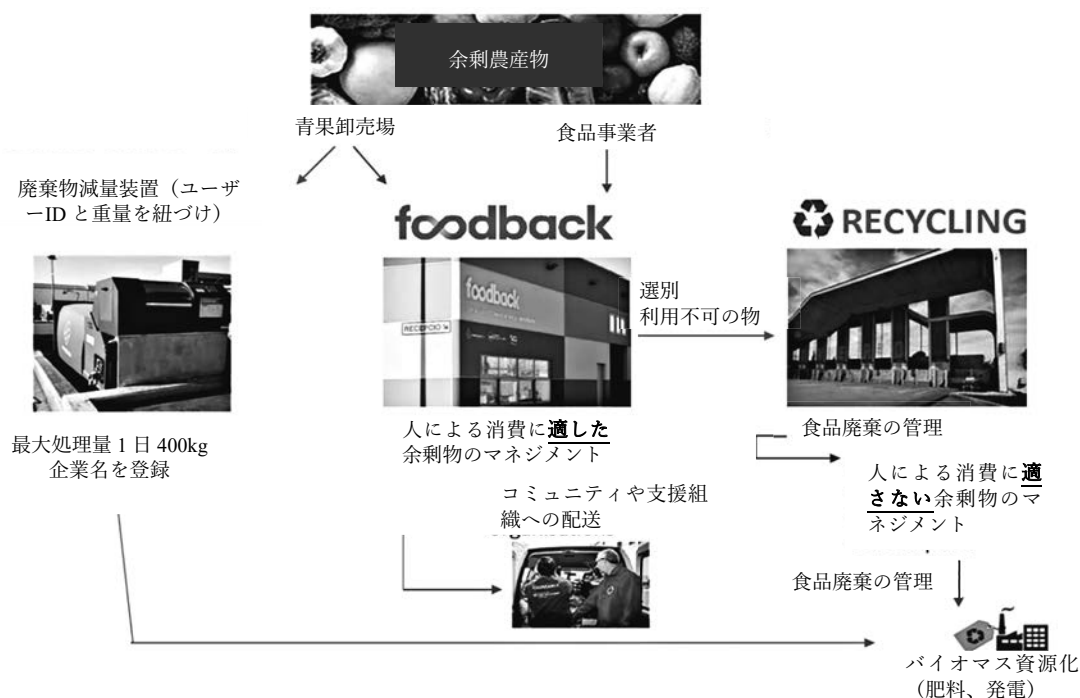 余剰農産物
青果卸売場
食品事業者
廃棄物減量装置（ユーザ
ーID と重量を紐づけ）
foodback
RECYCLING
foodback
RECEPCIÓ
選別
利用不可の物
最大処理量 1 日 400kg
企業名を登録
人による消費に適した
余剰物のマネジメント
食品廃棄の管理
人による消費に適
さない余剰物のマ
ネジメント
コミュニティや支援組
織への配送
食品廃棄の管理
バイオマス資源化
（肥料、発電）